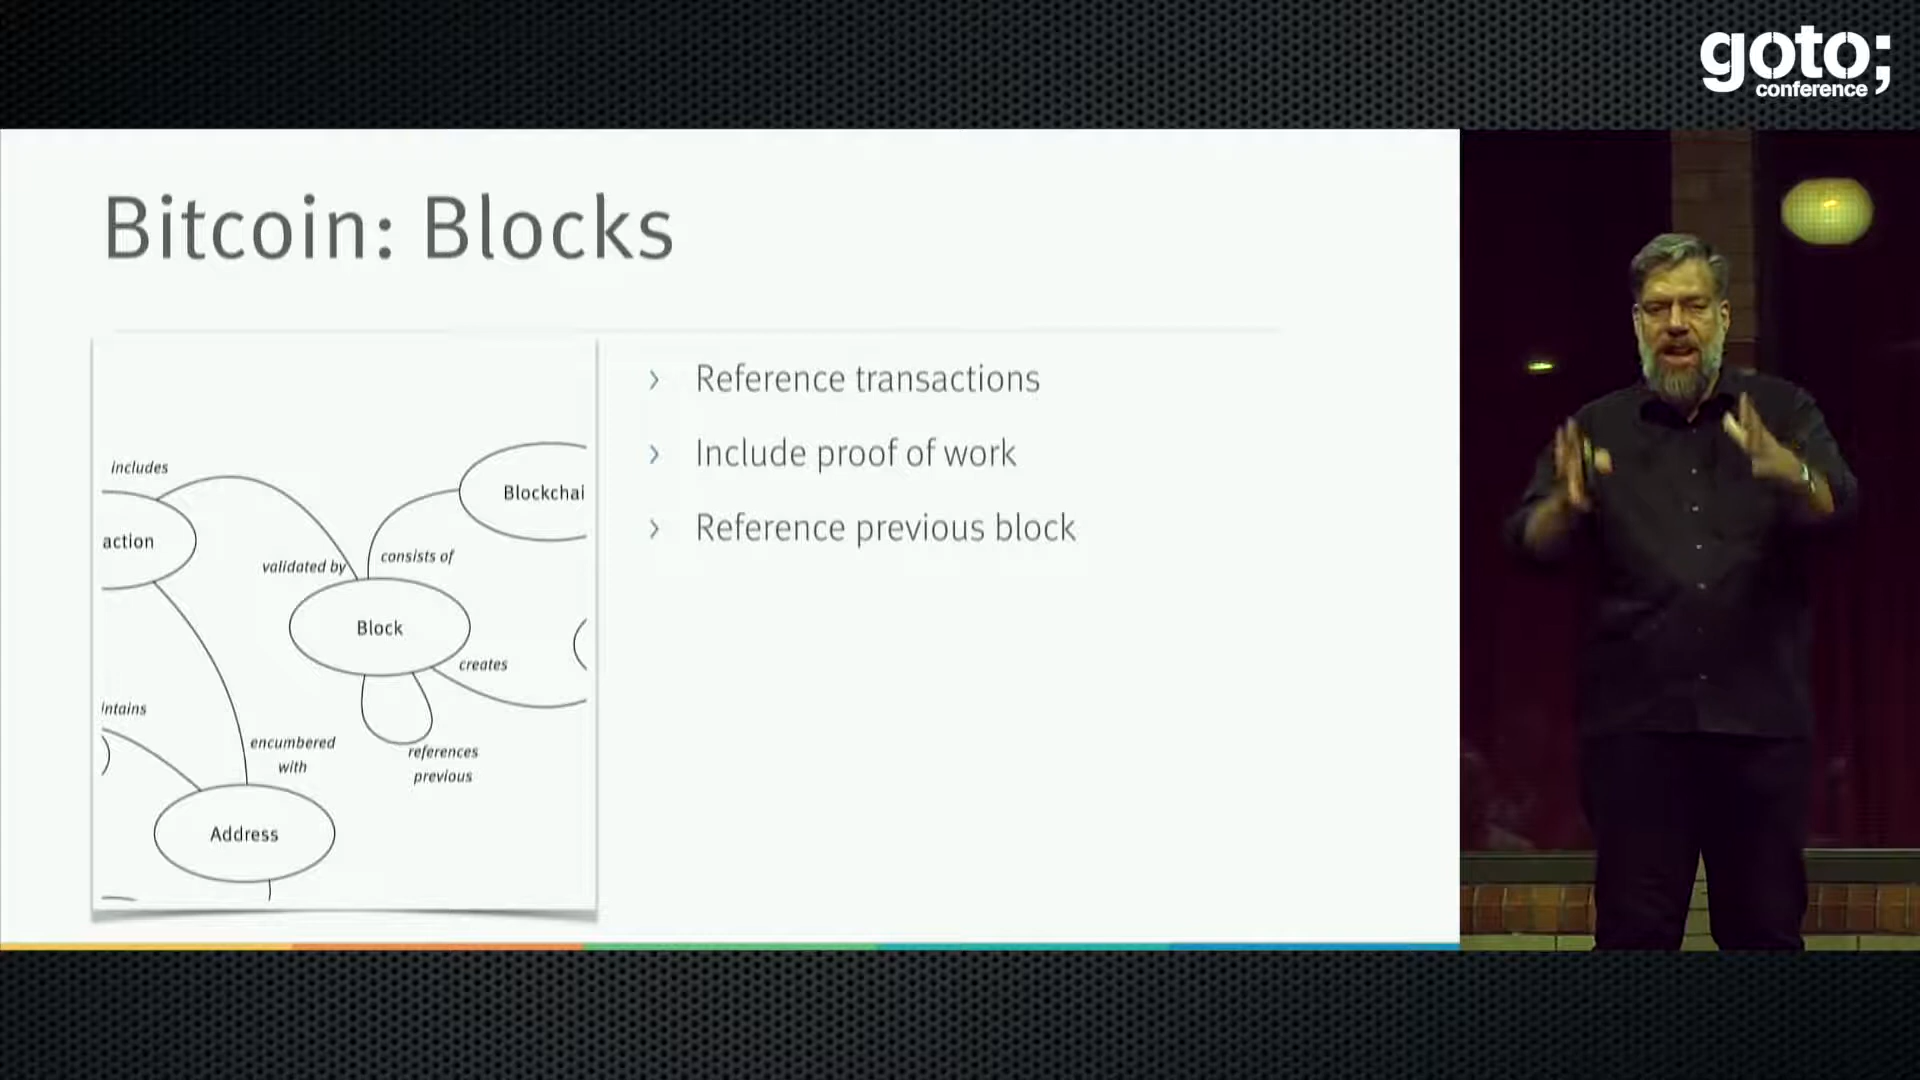 goto;
conference
Bitcoin: Blocks
Reference transactions
Include proof of work
Reference previous block
includes
Blockchai
action
validated by
consists of
Block
creates
intains
encumbered
with
references
previous
Address